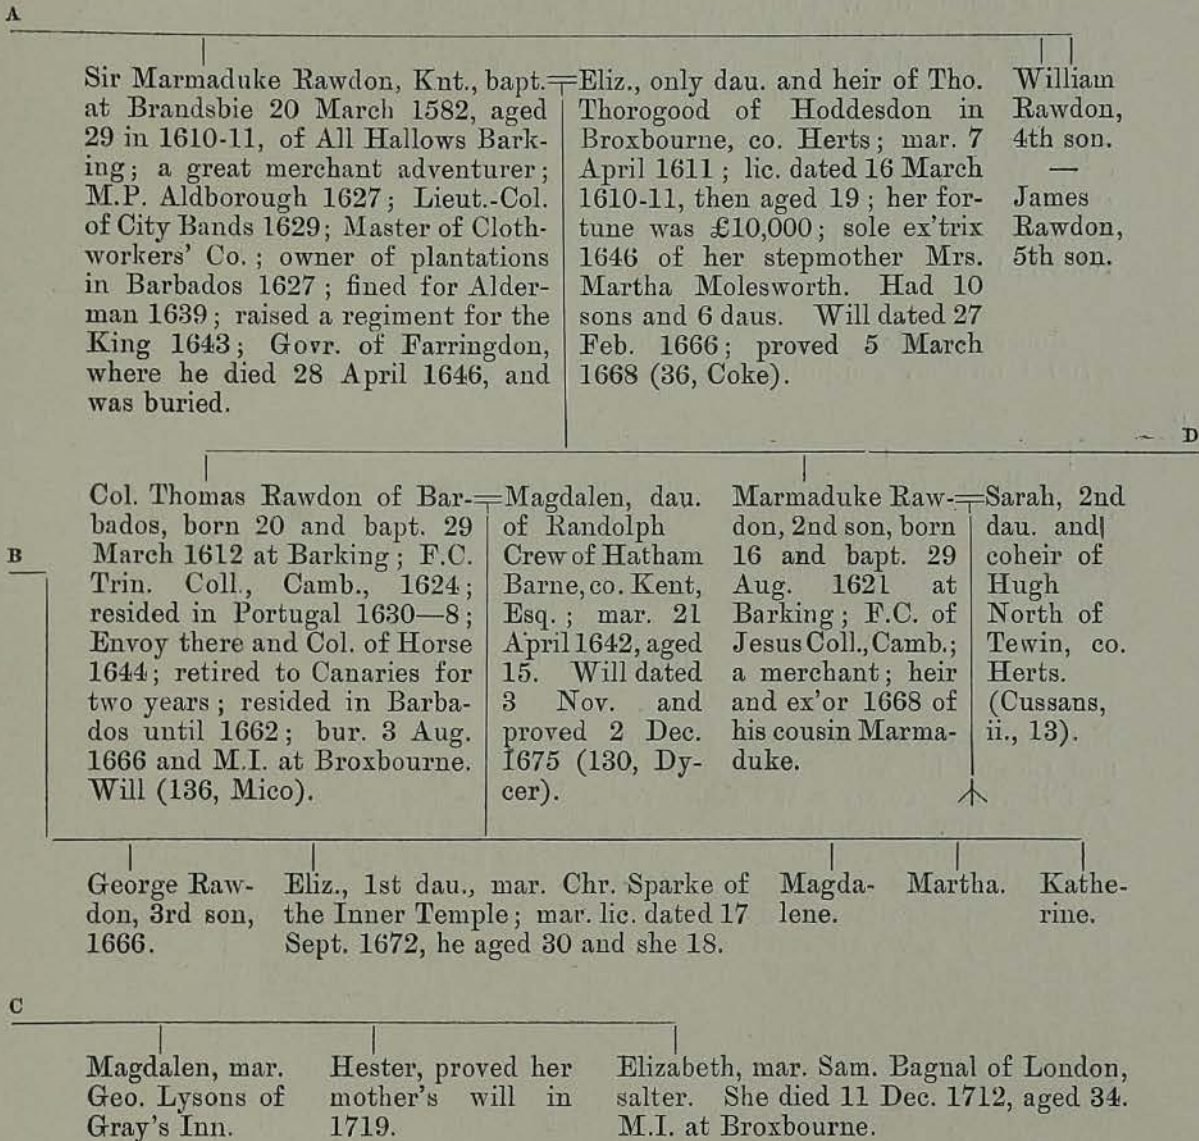 A
Sir Marmaduke Rawdon, Knt., bapt.
at Brandsbie 20 March 1582, aged
29 in 1610-11, of All Hallows Bark-
ing; a great merchant adventurer;
M.P. Aldborough 1627; Lieut.-Col.
of City Bands 1629; Master of Cloth-
workers' Co.; owner of plantations
in Barbados 1627; fined for Alder-
man 1639; raised a regiment for the
King 1643; Govr. of Farringdon,
where he died 28 April 1646, and
was buried.
Eliz., only dau. and heir of Tho.
Thorogood of Hoddesdon in
Broxbourne, co. Herts; mar. 7
April 1611; lic. dated 16 March
1610-11, then aged 19; her for-
tune was £10,000; sole ex'trix
1646 of her stepmother Mrs.
Martha Molesworth. Had 10
sons and 6 daus. Will dated 27
Feb. 1666; proved 5 March
1668 (36, Coke).
William
Rawdon,
4th son.
—
James
Rawdon,
5th son.
D
B
Col. Thomas Rawdon of Bar-
bados, born 20 and bapt. 29
March 1612 at Barking; F.C.
Trin. Coll., Camb., 1624;
resided in Portugal 1630—8;
Envoy there and Col. of Horse
1644; retired to Canaries for
two years; resided in Barba-
dos until 1662; bur. 3 Aug.
1666 and M.I. at Broxbourne.
Will (136, Mico).
Magdalen, dau.
of Randolph
Crew of Hatham
Barne, co. Kent,
Esq.; mar. 21
April 1642, aged
15. Will dated
3 Nov. and
proved 2 Dec.
1675 (130, Dy-
cer).
Marmaduke Raw-
don, 2nd son, born
16 and bapt. 29
Aug. 1621 at
Barking; F.C. of
Jesus Coll., Camb.;
a merchant; heir
and ex'or 1668 of
his cousin Marma-
duke.
Sarah, 2nd
dau. and
coheir of
Hugh
North of
Tewin, co.
Herts.
(Cussans,
ii., 13).
George Raw-
don, 3rd son,
1666.
Eliz., 1st dau., mar. Chr. Sparke of
the Inner Temple; mar. lic. dated 17
Sept. 1672, he aged 30 and she 18.
Magda-
lene.
Martha.
Kathe-
rine.
C
Magdalen, mar.
Geo. Lysons of
Gray's Inn.
Hester, proved her
mother's will in
1719.
Elizabeth, mar. Sam. Bagnal of London,
salter. She died 11 Dec. 1712, aged 34.
M.I. at Broxbourne.